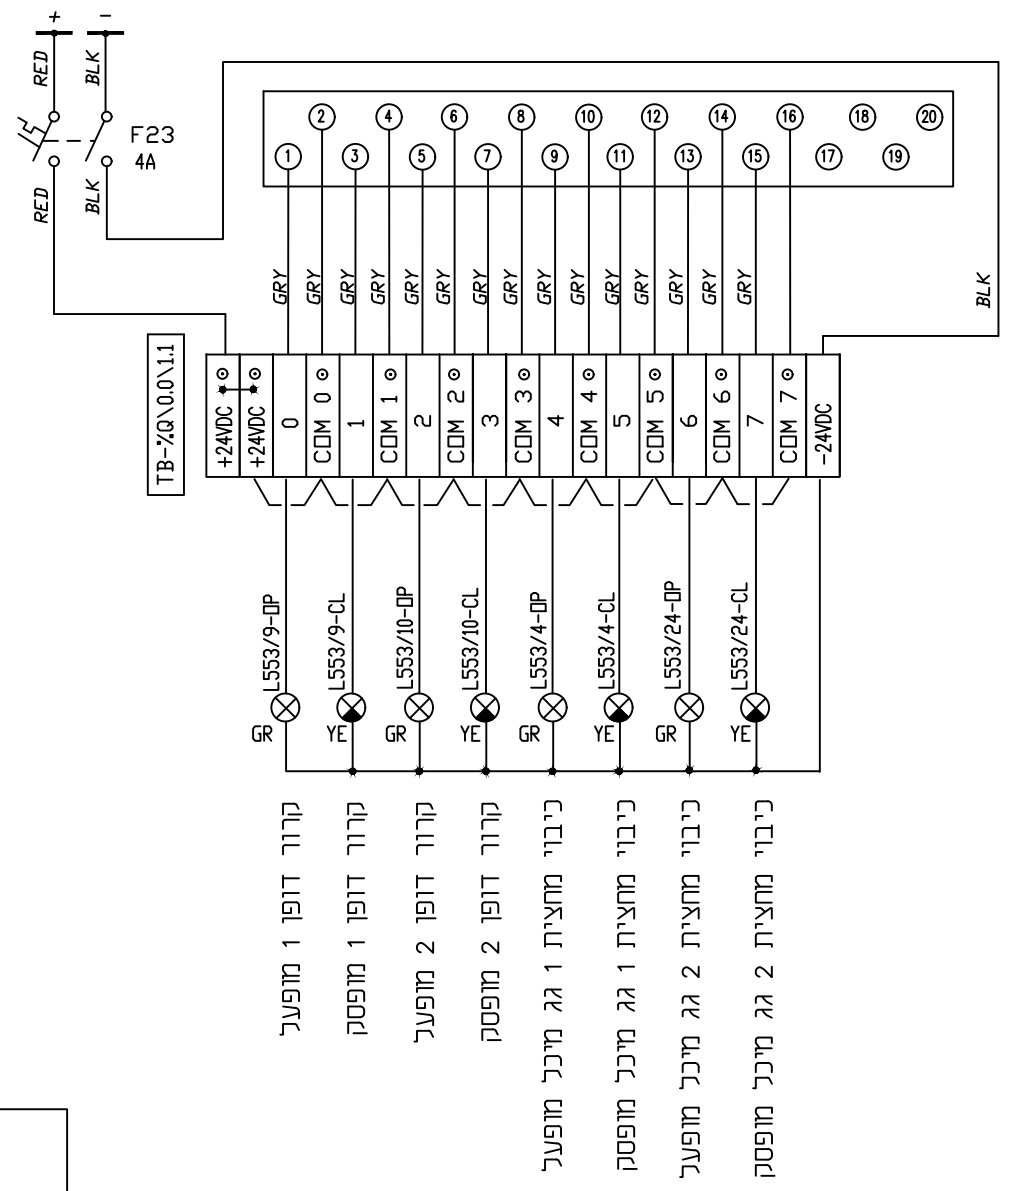 + −
RED BLK
F23
4A
RED BLK
2 4 6 8 10 12 14 16 18 20
1 3 5 7 9 11 13 15 17 19
GRY GRY GRY GRY GRY GRY GRY GRY GRY GRY GRY GRY GRY GRY GRY
BLK
TB-%Q\0.0\1.1
+24VDC
+24VDC
0
COM 0
1
COM 1
2
COM 2
3
COM 3
4
COM 4
5
COM 5
6
COM 6
7
COM 7
-24VDC
L553/9-OP
L553/9-CL
L553/10-OP
L553/10-CL
L553/4-OP
L553/4-CL
L553/24-OP
L553/24-CL
GR YE GR YE GR YE GR YE
קרור דופן 1 מופעל
קרור דופן 1 מופסק
קרור דופן 2 מופעל
קרור דופן 2 מופסק
כיבוי מחצית 1 גג מיכל מופעל
כיבוי מחצית 1 גג מיכל מופסק
כיבוי מחצית 2 גג מיכל מופעל
כיבוי מחצית 2 גג מיכל מופסק